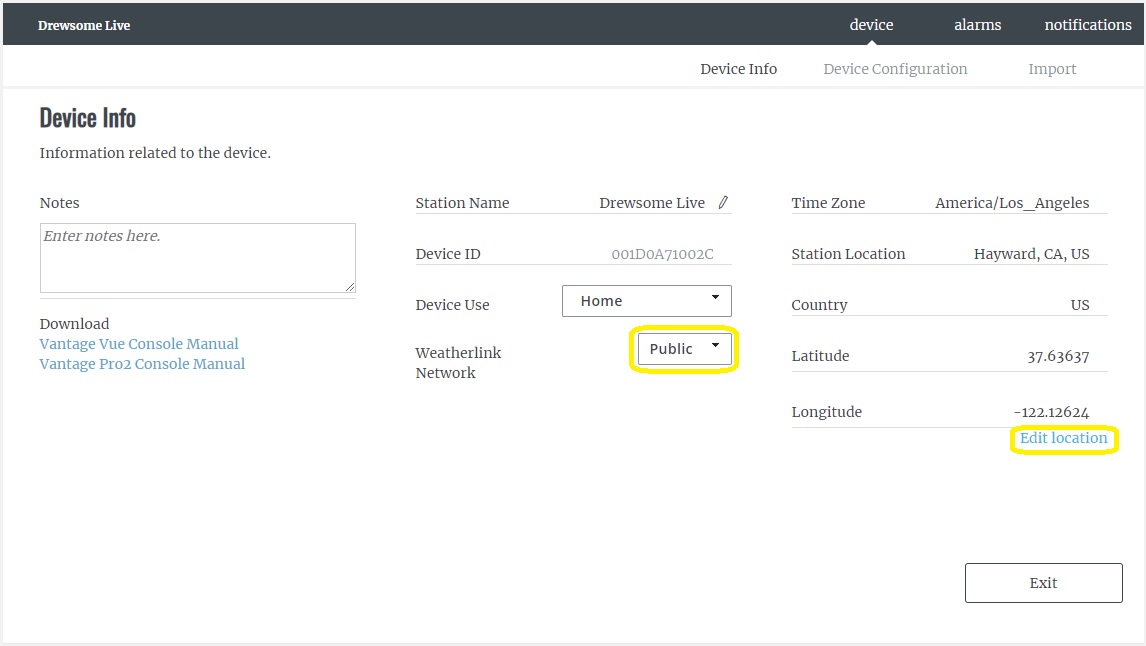 Drewsome Live
device
alarms
notifications
Device Info
Device Configuration
Import
Device Info
Information related to the device.
Notes
Enter notes here.
Download
Vantage Vue Console Manual
Vantage Pro2 Console Manual
Station Name
Drewsome Live
Device ID
001D0A71002C
Device Use
Home
Weatherlink
Network
Public
Time Zone
America/Los_Angeles
Station Location
Hayward, CA, US
Country
US
Latitude
37.63637
Longitude
-122.12624
Edit location
Exit